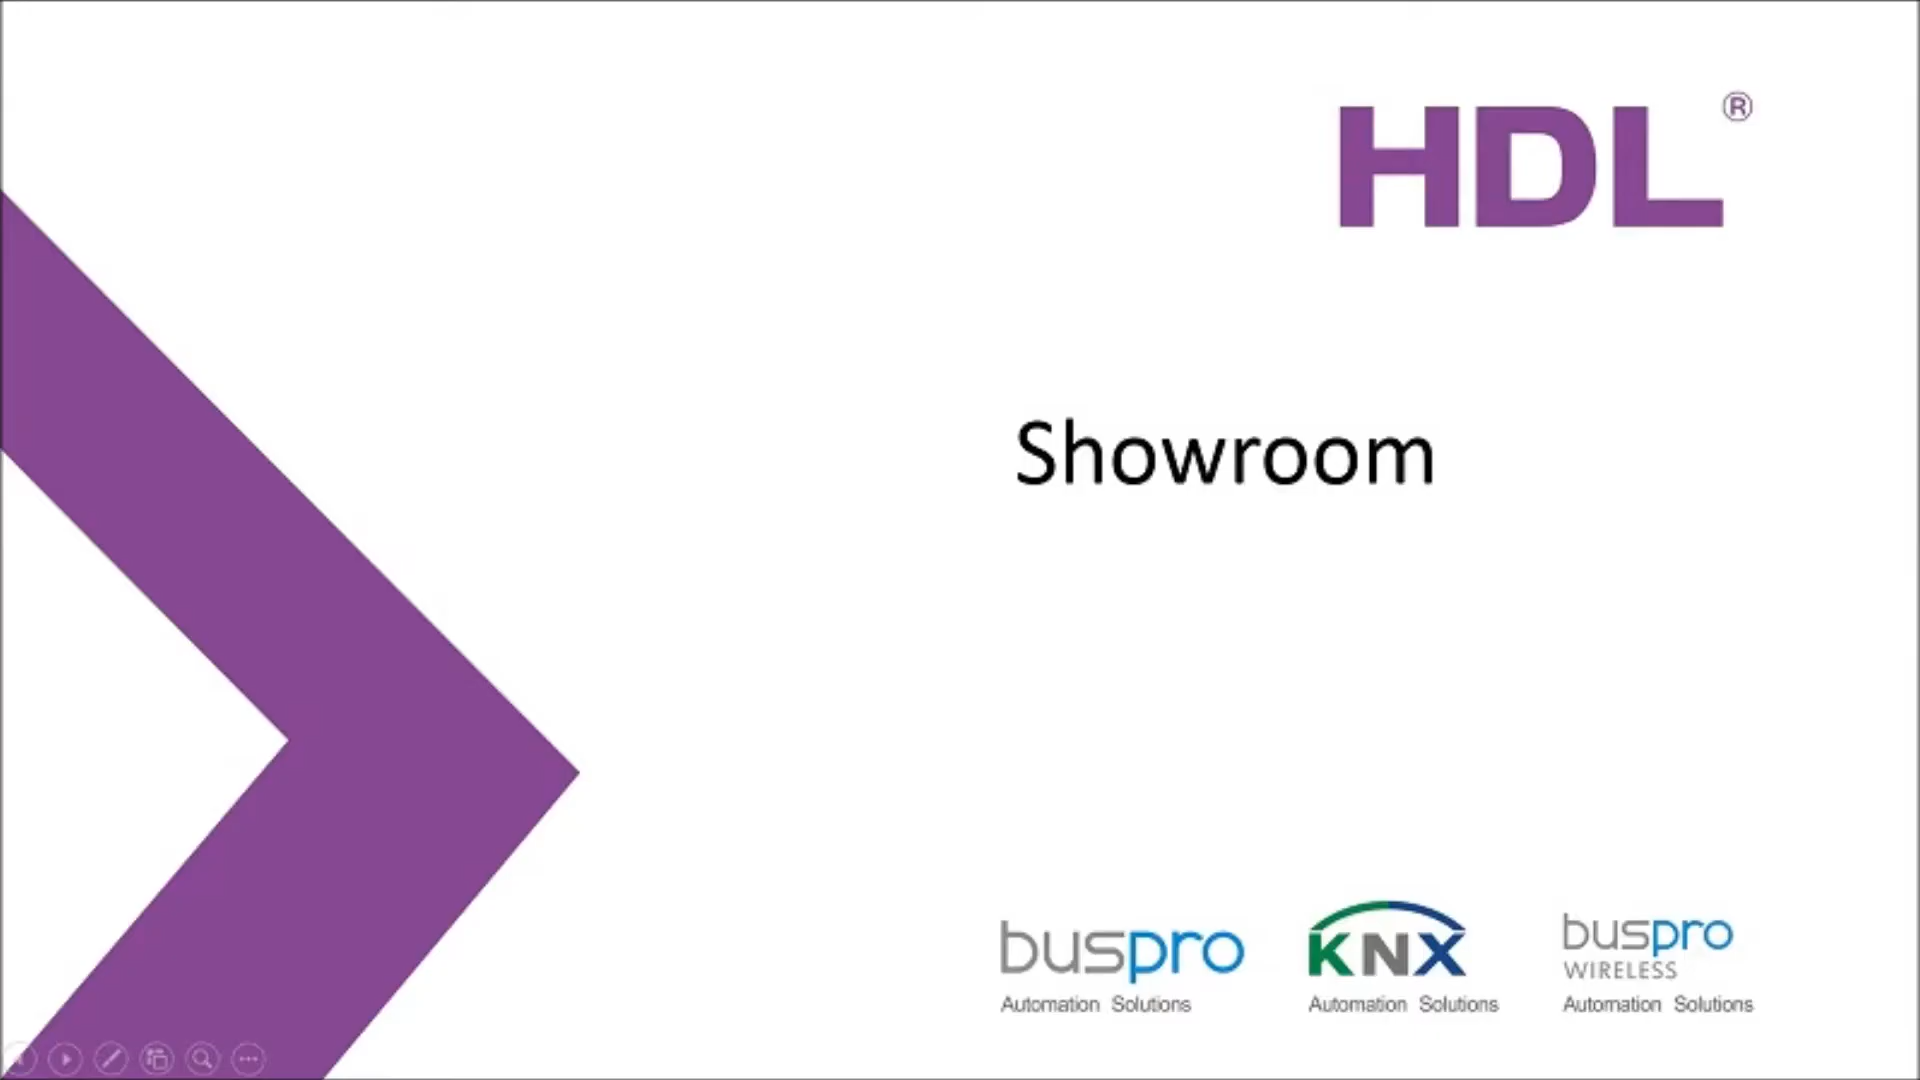 HDL®
Showroom
buspro
Automation Solutions
KNX
Automation Solutions
buspro
WIRELESS
Automation Solutions